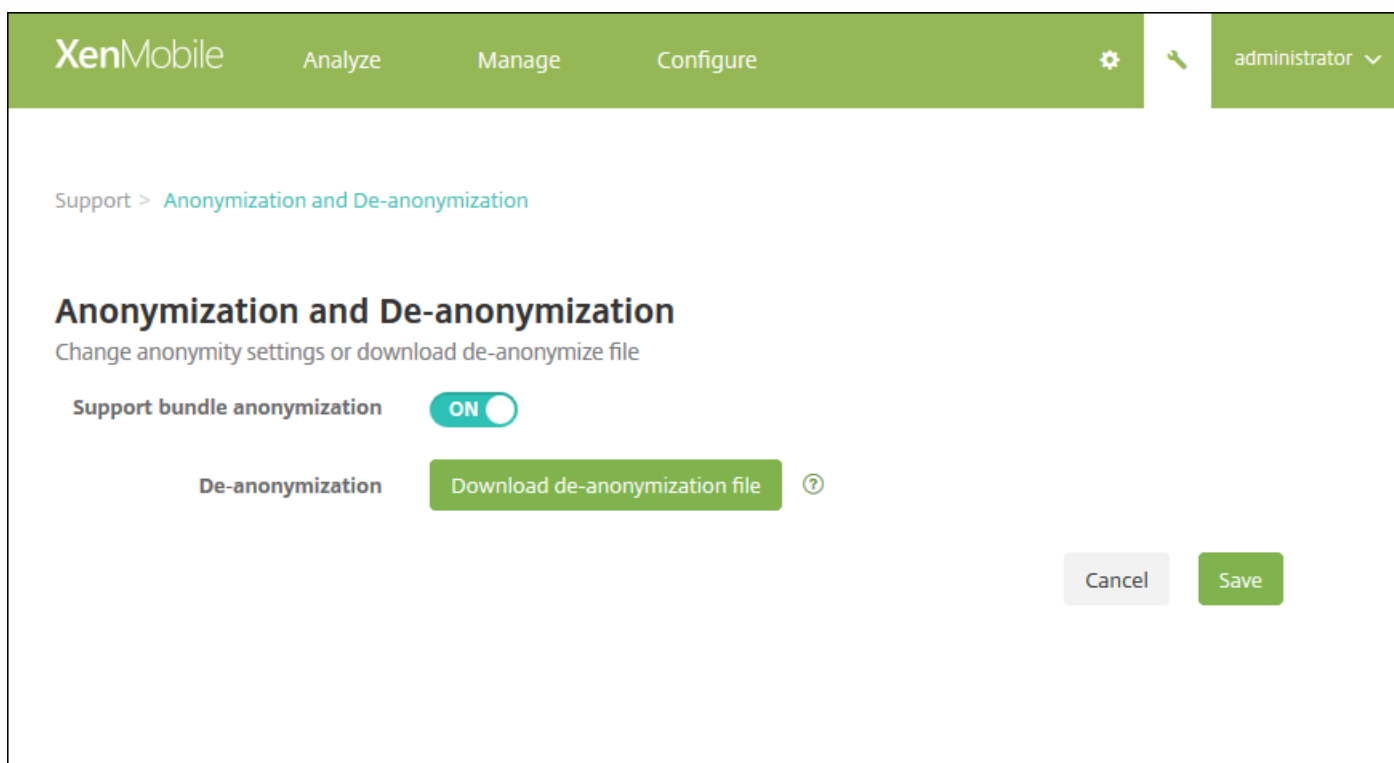 XenMobile Analyze Manage Configure administrator
Support > Anonymization and De-anonymization
Anonymization and De-anonymization
Change anonymity settings or download de-anonymize file
Support bundle anonymization ON
De-anonymization Download de-anonymization file ?
Cancel Save